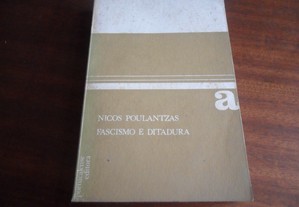 NICOS POULANTZAS
FASCISMO E DITADURA
a